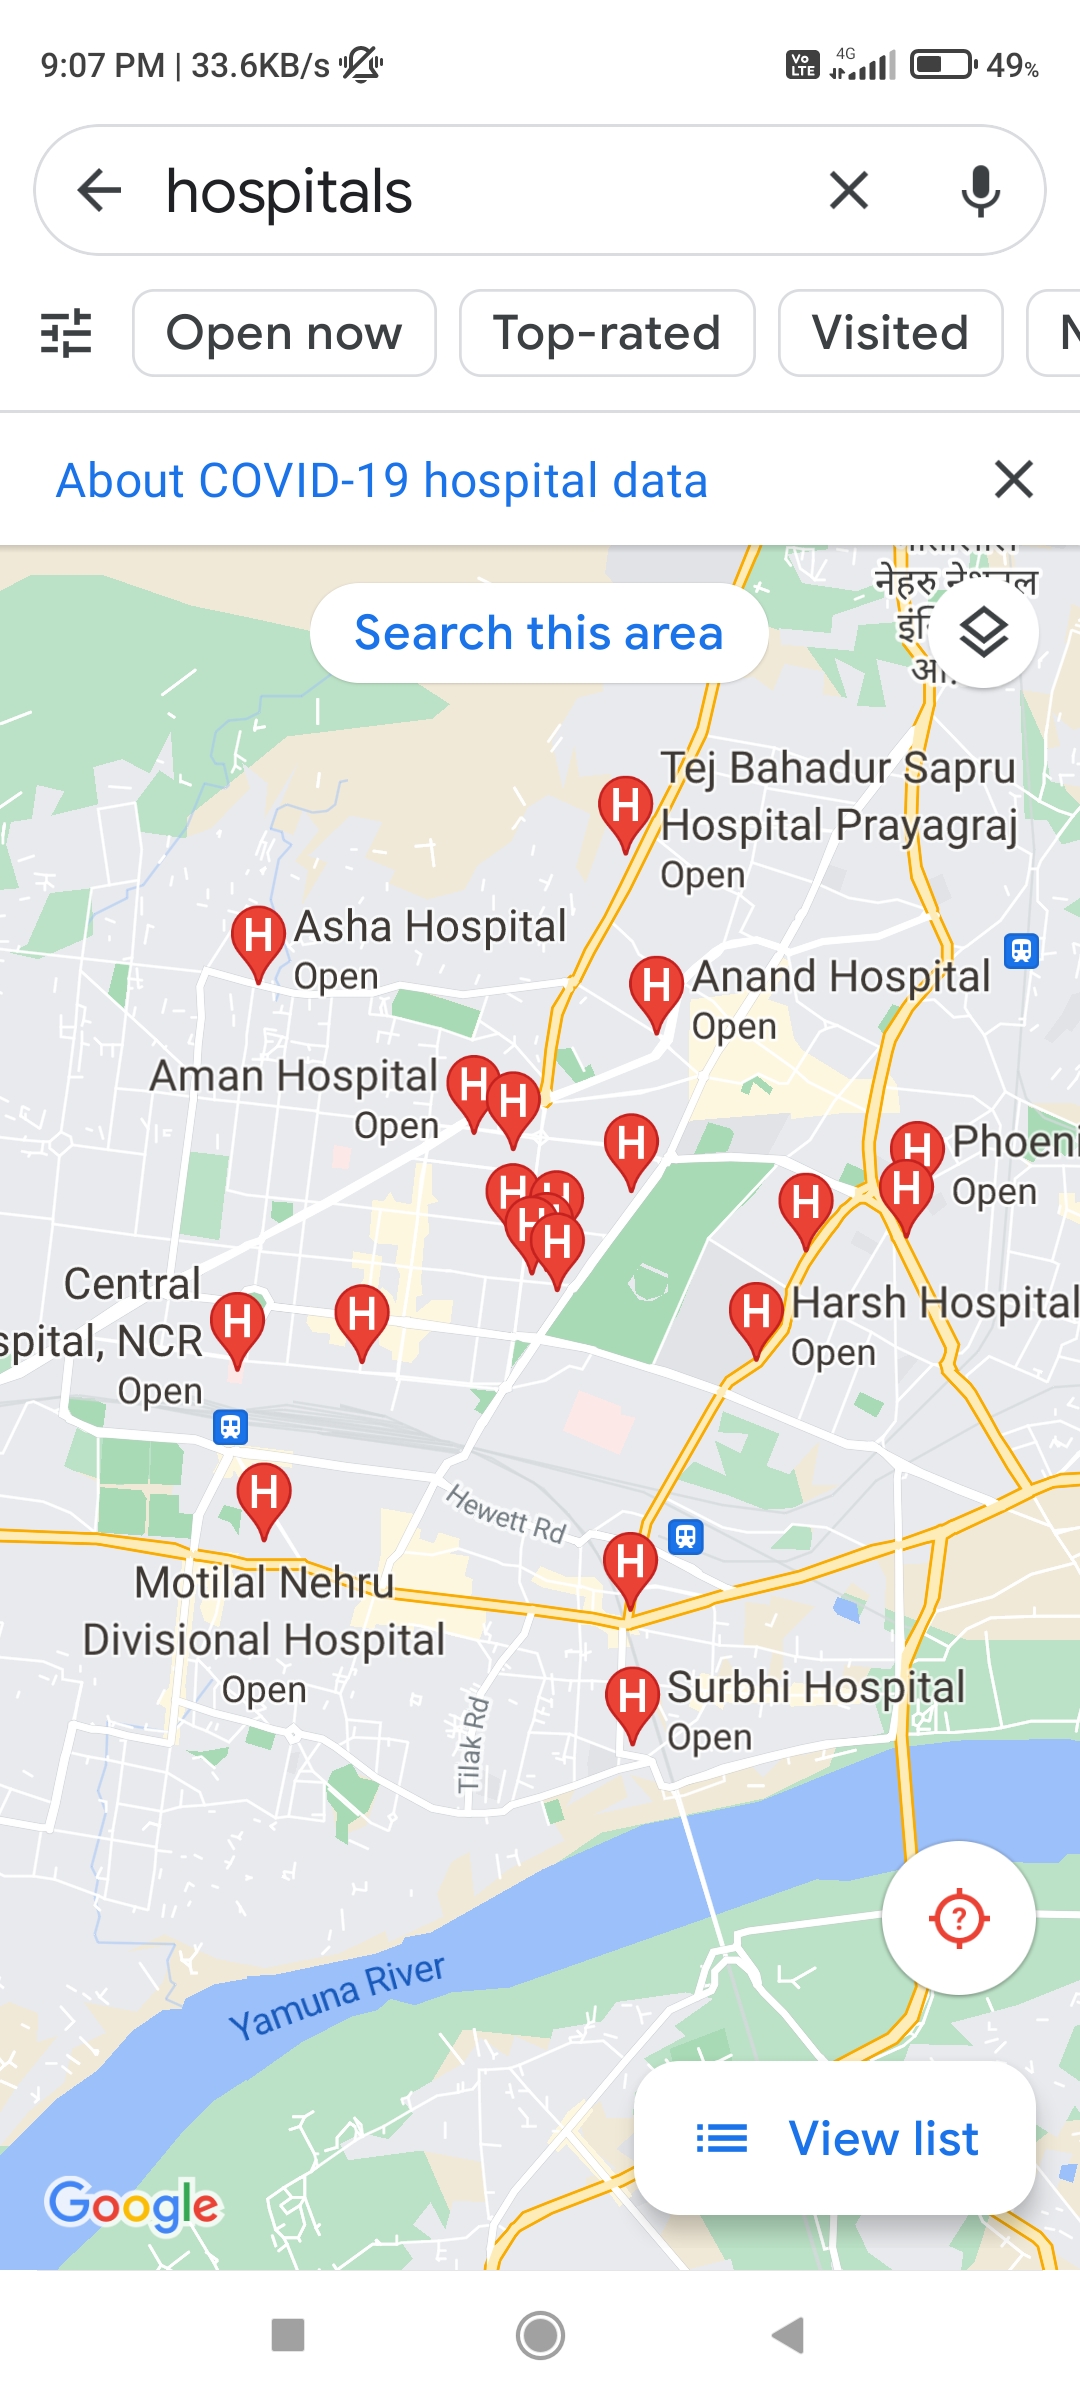 9:07 PM | 33.6KB/s
Vo LTE 4G 49%
hospitals
Open now Top-rated Visited
About COVID-19 hospital data
नेहरु
Search this area
Tej Bahadur Sapru
Hospital Prayagraj
Open
Asha Hospital
Open
Anand Hospital
Open
Aman Hospital
Open
Phoeni
Open
Central
spital, NCR
Open
Harsh Hospital
Open
Hewett Rd
Motilal Nehru
Divisional Hospital
Open
Surbhi Hospital
Open
Tilak Rd
Yamuna River
View list
Google